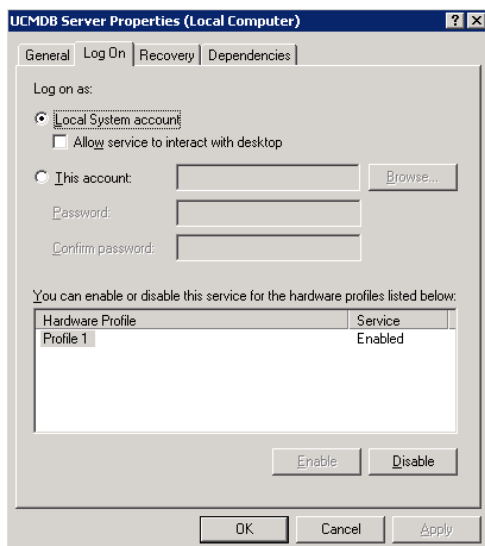 UCMDB Server Properties (Local Computer)
General Log On Recovery Dependencies
Log on as:
Local System account
Allow service to interact with desktop
This account:
Browse...
Password:
Confirm password:
You can enable or disable this service for the hardware profiles listed below:
Hardware Profile Service
Profile 1 Enabled
Enable Disable
OK Cancel Apply